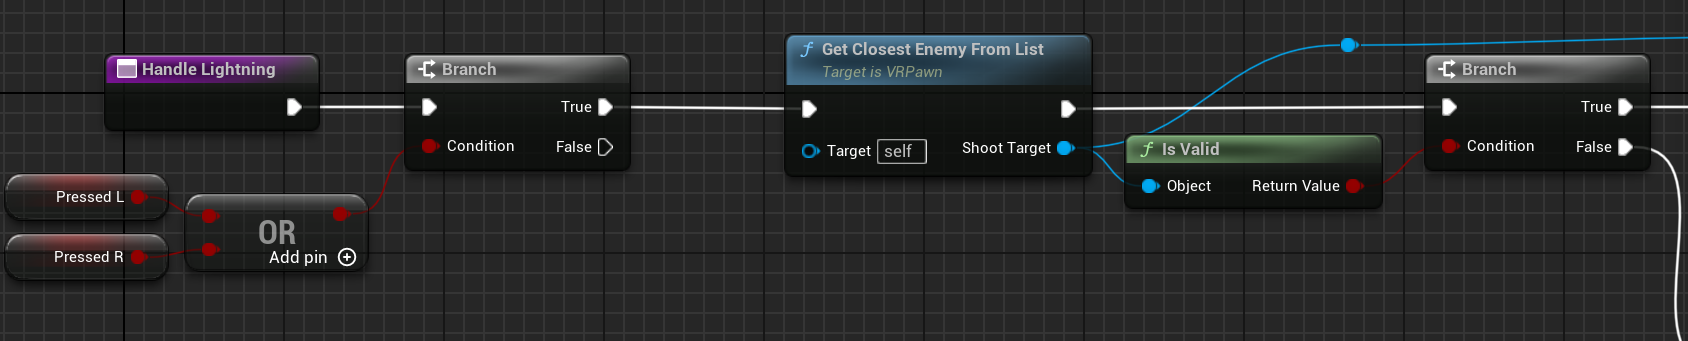 Handle Lightning
Branch
True
Condition
False
Pressed L
Pressed R
OR
Add pin
f Get Closest Enemy From List
Target is VRPawn
Target self
Shoot Target
f Is Valid
Object
Return Value
Branch
True
Condition
False